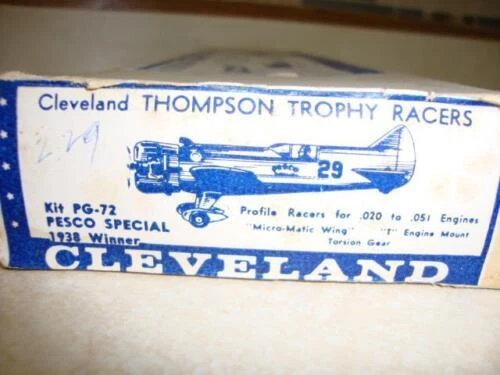 Cleveland THOMPSON TROPHY RACERS
2.29
PESCO
29
Kit PG-72
PESCO SPECIAL
1938 Winner
Profile Racers for .020 to .051 Engines
"Micro-Matic Wing" "T" Engine Mount
Torsion Gear
CLEVELAND